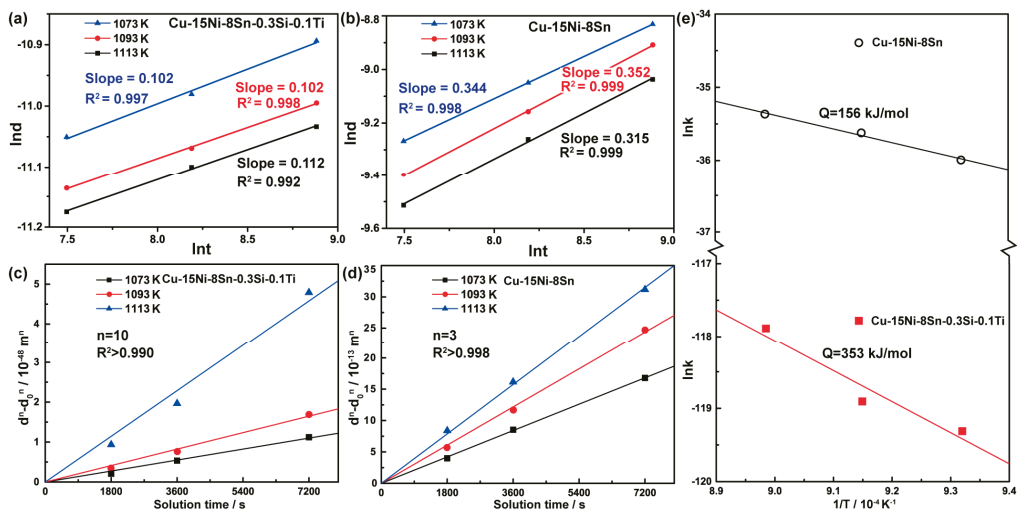 (a)
1073 K
1093 K
1113 K
Cu-15Ni-8Sn-0.3Si-0.1Ti
Slope = 0.102
R² = 0.997
Slope = 0.102
R² = 0.998
Slope = 0.112
R² = 0.992
lnd
-10.9
-11.0
-11.1
-11.2
7.5
8.0
8.5
9.0
lnt
(b)
1073 K
1093 K
1113 K
Cu-15Ni-8Sn
Slope = 0.344
R² = 0.998
Slope = 0.352
R² = 0.999
Slope = 0.315
R² = 0.999
lnd
-8.8
-9.0
-9.2
-9.4
-9.6
7.5
8.0
8.5
9.0
lnt
(c)
1073 K
1093 K
1113 K
Cu-15Ni-8Sn-0.3Si-0.1Ti
n=10
R²>0.990
dⁿ-d₀ⁿ / 10⁻⁴⁸ mⁿ
5
4
3
2
1
0
0
1800
3600
5400
7200
Solution time / s
(d)
1073 K
1093 K
1113 K
Cu-15Ni-8Sn
n=3
R²>0.998
dⁿ-d₀ⁿ / 10⁻¹³ mⁿ
35
30
25
20
15
10
5
0
0
1800
3600
5400
7200
Solution time / s
(e)
Cu-15Ni-8Sn
Q=156 kJ/mol
lnk
-34
-35
-36
-37
Cu-15Ni-8Sn-0.3Si-0.1Ti
Q=353 kJ/mol
lnk
-117
-118
-119
-120
8.9
9.0
9.1
9.2
9.3
9.4
1/T / 10⁻⁴ K⁻¹